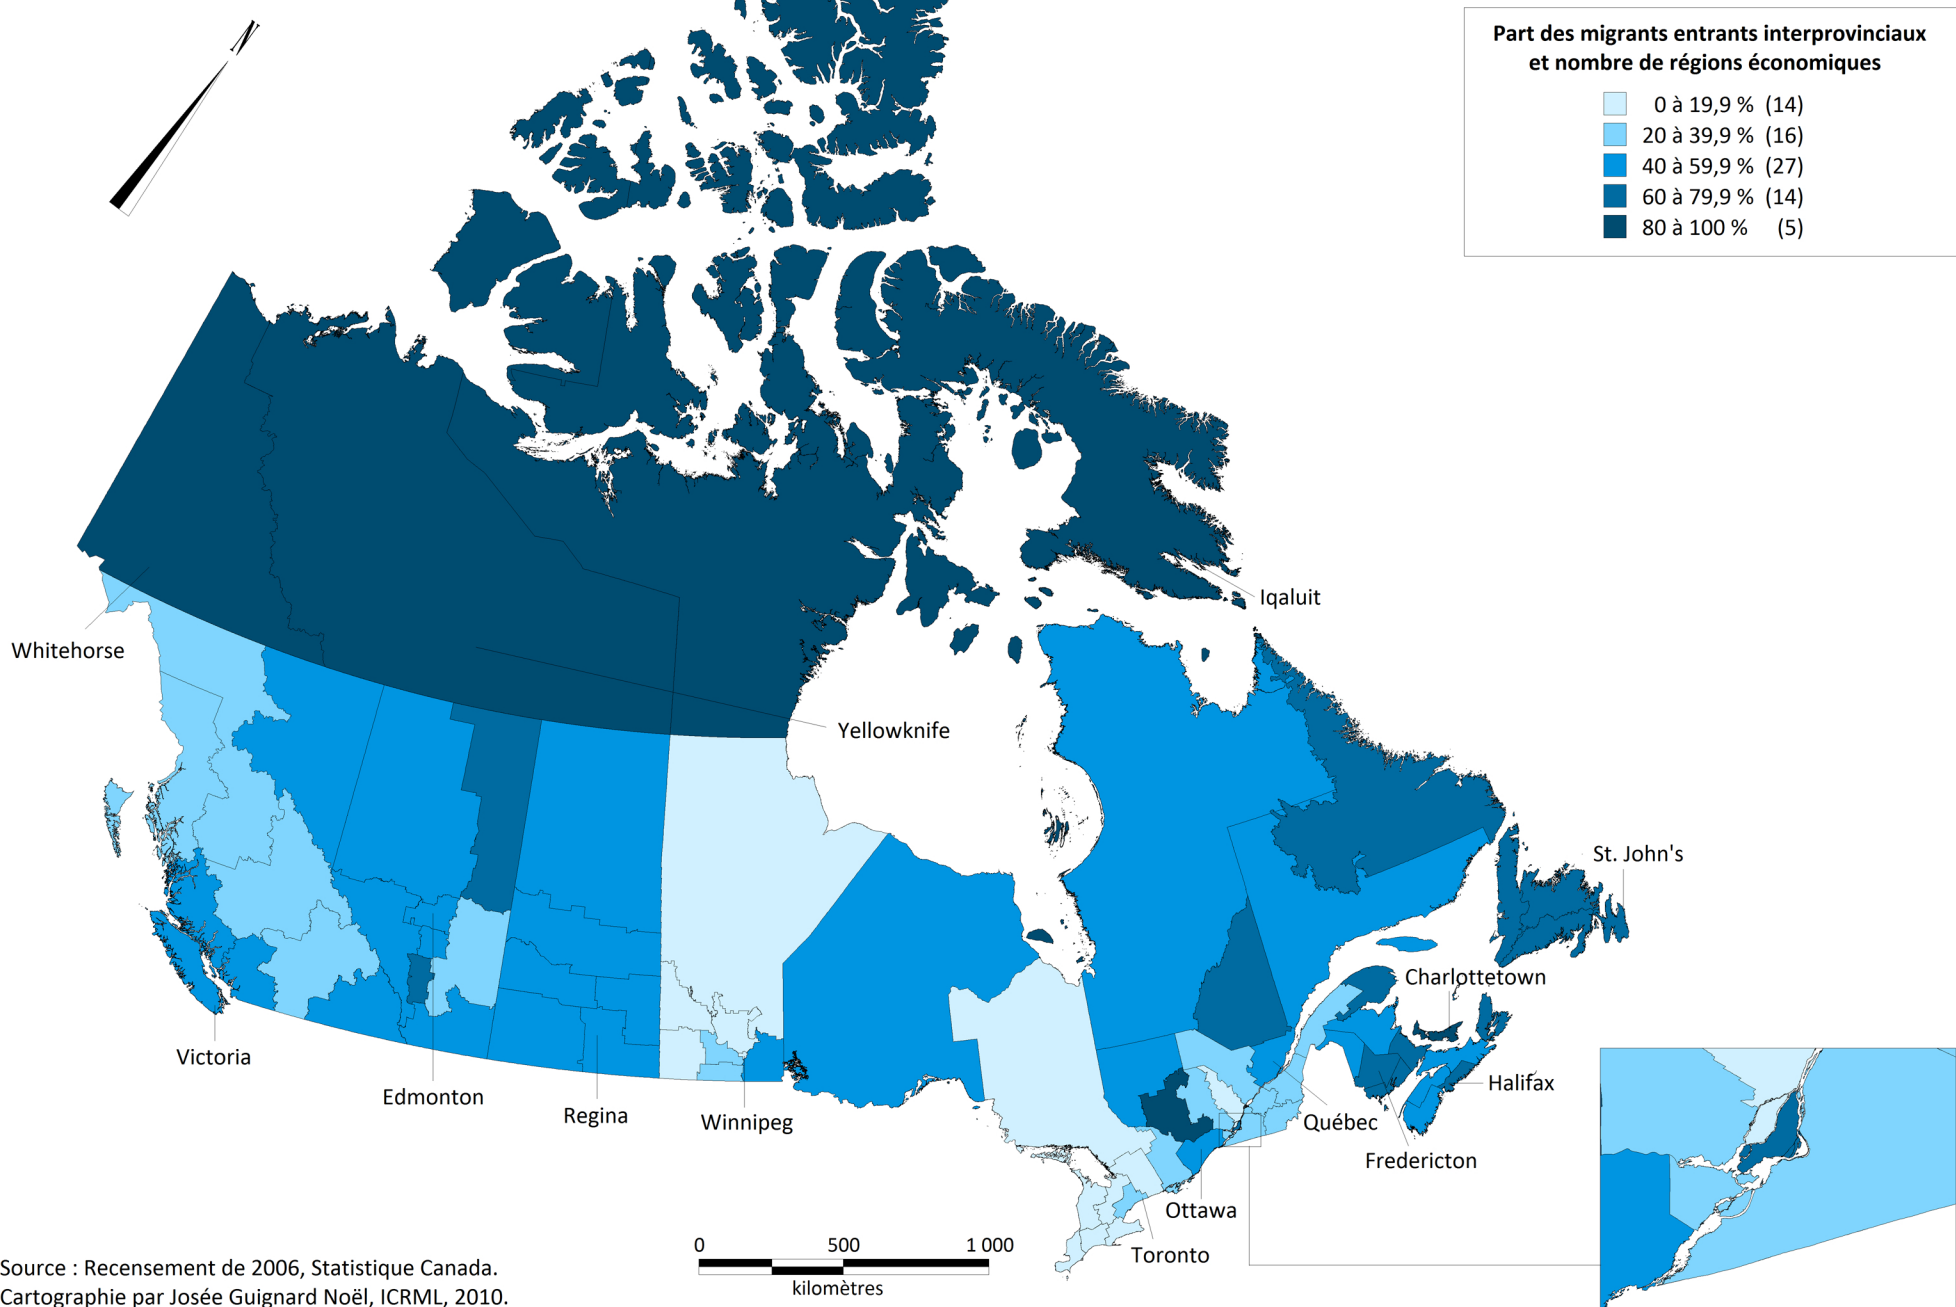 Part des migrants entrants interprovinciaux
et nombre de régions économiques
0 à 19,9 % (14)
20 à 39,9 % (16)
40 à 59,9 % (27)
60 à 79,9 % (14)
80 à 100 % (5)
Iqaluit
Whitehorse
Yellowknife
St. John's
Charlottetown
Victoria
Halifax
Edmonton
Regina
Winnipeg
Québec
Fredericton
Ottawa
Toronto
0 500 1 000
kilomètres
Source : Recensement de 2006, Statistique Canada.
Cartographie par Josée Guignard Noël, ICRML, 2010.